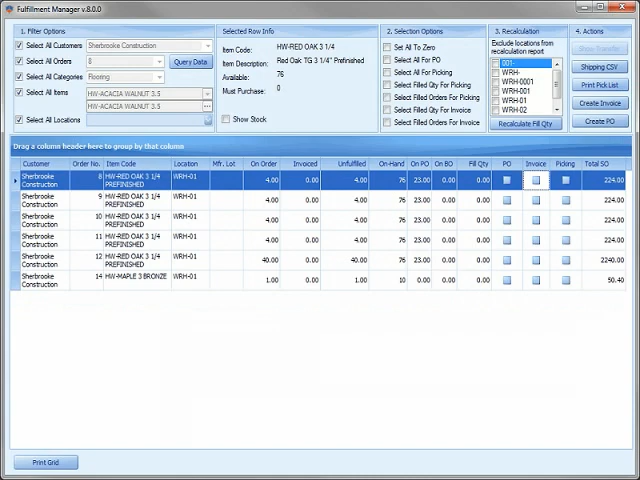 Fulfillment Manager v.8.0.0
1. Filter Options
Select All Customers
Sherbrooke Construction
Select All Orders
8
Query Data
Select All Categories
Flooring
Select All Items
HW-ACACIA WALNUT 3.5
HW-ACACIA WALNUT 3.5
Select All Locations
Selected Row Info
Item Code:
HW-RED OAK 3 1/4
Item Description:
Red Oak TG 3 1/4" Prefinished
Available:
76
Must Purchase:
0
Show Stock
2. Selection Options
Set All To Zero
Select All For PO
Select All For Picking
Select Filled Qty For Picking
Select Filled Orders For Picking
Select Filled Qty For Invoice
Select Filled Orders For Invoice
3. Recalculation
Exclude locations from
recalculation report
001-
WRH-
WRH-0001
WRH-001
WRH-01
WRH-02
Recalculate Fill Qty
4. Actions
Show Transfer
Shipping CSV
Print Pick List
Create Invoice
Create PO
Drag a column header here to group by that column
Customer Order No. Item Code Location Mfr. Lot On Order Invoiced Unfulfilled On-Hand On PO On BO Fill Qty PO Invoice Picking Total SO
Sherbrooke 8 HW-RED OAK 3 1/4 WRH-01 4.00 0.00 4.00 76 23.00 0.00 0.00 224.00
Construction PREFINISHED
Sherbrooke 9 HW-RED OAK 3 1/4 WRH-01 4.00 0.00 4.00 76 23.00 0.00 0.00 224.00
Construction PREFINISHED
Sherbrooke 10 HW-RED OAK 3 1/4 WRH-01 4.00 0.00 4.00 76 23.00 0.00 0.00 224.00
Construction PREFINISHED
Sherbrooke 11 HW-RED OAK 3 1/4 WRH-01 4.00 0.00 4.00 76 23.00 0.00 0.00 224.00
Construction PREFINISHED
Sherbrooke 12 HW-RED OAK 3 1/4 WRH-01 40.00 0.00 40.00 76 23.00 0.00 0.00 2240.00
Construction PREFINISHED
Sherbrooke 14 HW-MAPLE 3 BRONZE WRH-01 1.00 0.00 1.00 10 0.00 0.00 0.00 50.40
Construction
Print Grid